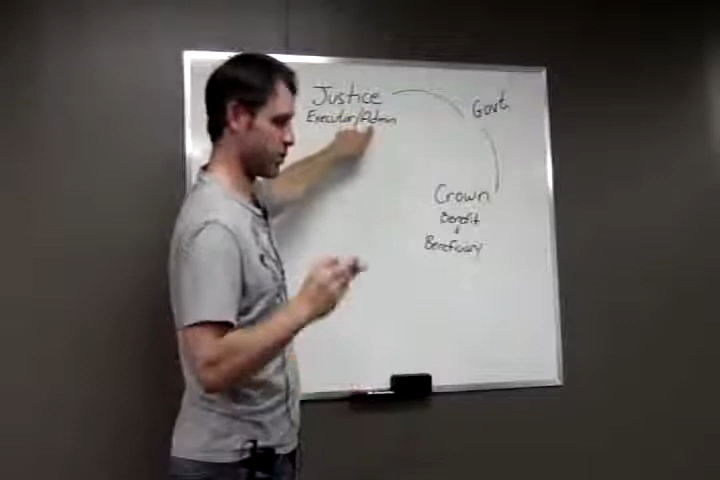 Justice
Executor/Admin
Govt.
Crown
Benefit
Beneficiary